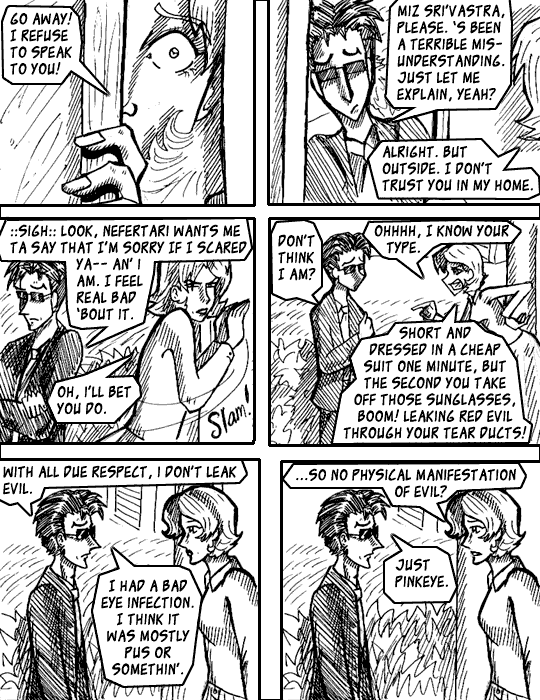 GO AWAY!
I REFUSE
TO SPEAK
TO YOU!
MIZ SRI'VASTRA,
PLEASE. 'S BEEN
A TERRIBLE MIS-
UNDERSTANDING.
JUST LET ME
EXPLAIN, YEAH?
ALRIGHT. BUT
OUTSIDE. I DON'T
TRUST YOU IN MY HOME.
::SIGH:: LOOK, NEFERTARI WANTS ME
TA SAY THAT I'M SORRY IF I SCARED
YA-- AN' I
AM. I FEEL
REAL BAD
'BOUT IT.
OH, I'LL BET
YOU DO.
Slam!
DON'T
THINK
I AM?
OHHHH, I KNOW YOUR
TYPE.
SHORT AND
DRESSED IN A CHEAP
SUIT ONE MINUTE, BUT
THE SECOND YOU TAKE
OFF THOSE SUNGLASSES,
BOOM! LEAKING RED EVIL
THROUGH YOUR TEAR DUCTS!
WITH ALL DUE RESPECT, I DON'T LEAK
EVIL.
I HAD A BAD
EYE INFECTION.
I THINK IT
WAS MOSTLY
PUS OR
SOMETHIN'.
...SO NO PHYSICAL MANIFESTATION
OF EVIL?
JUST
PINKEYE.